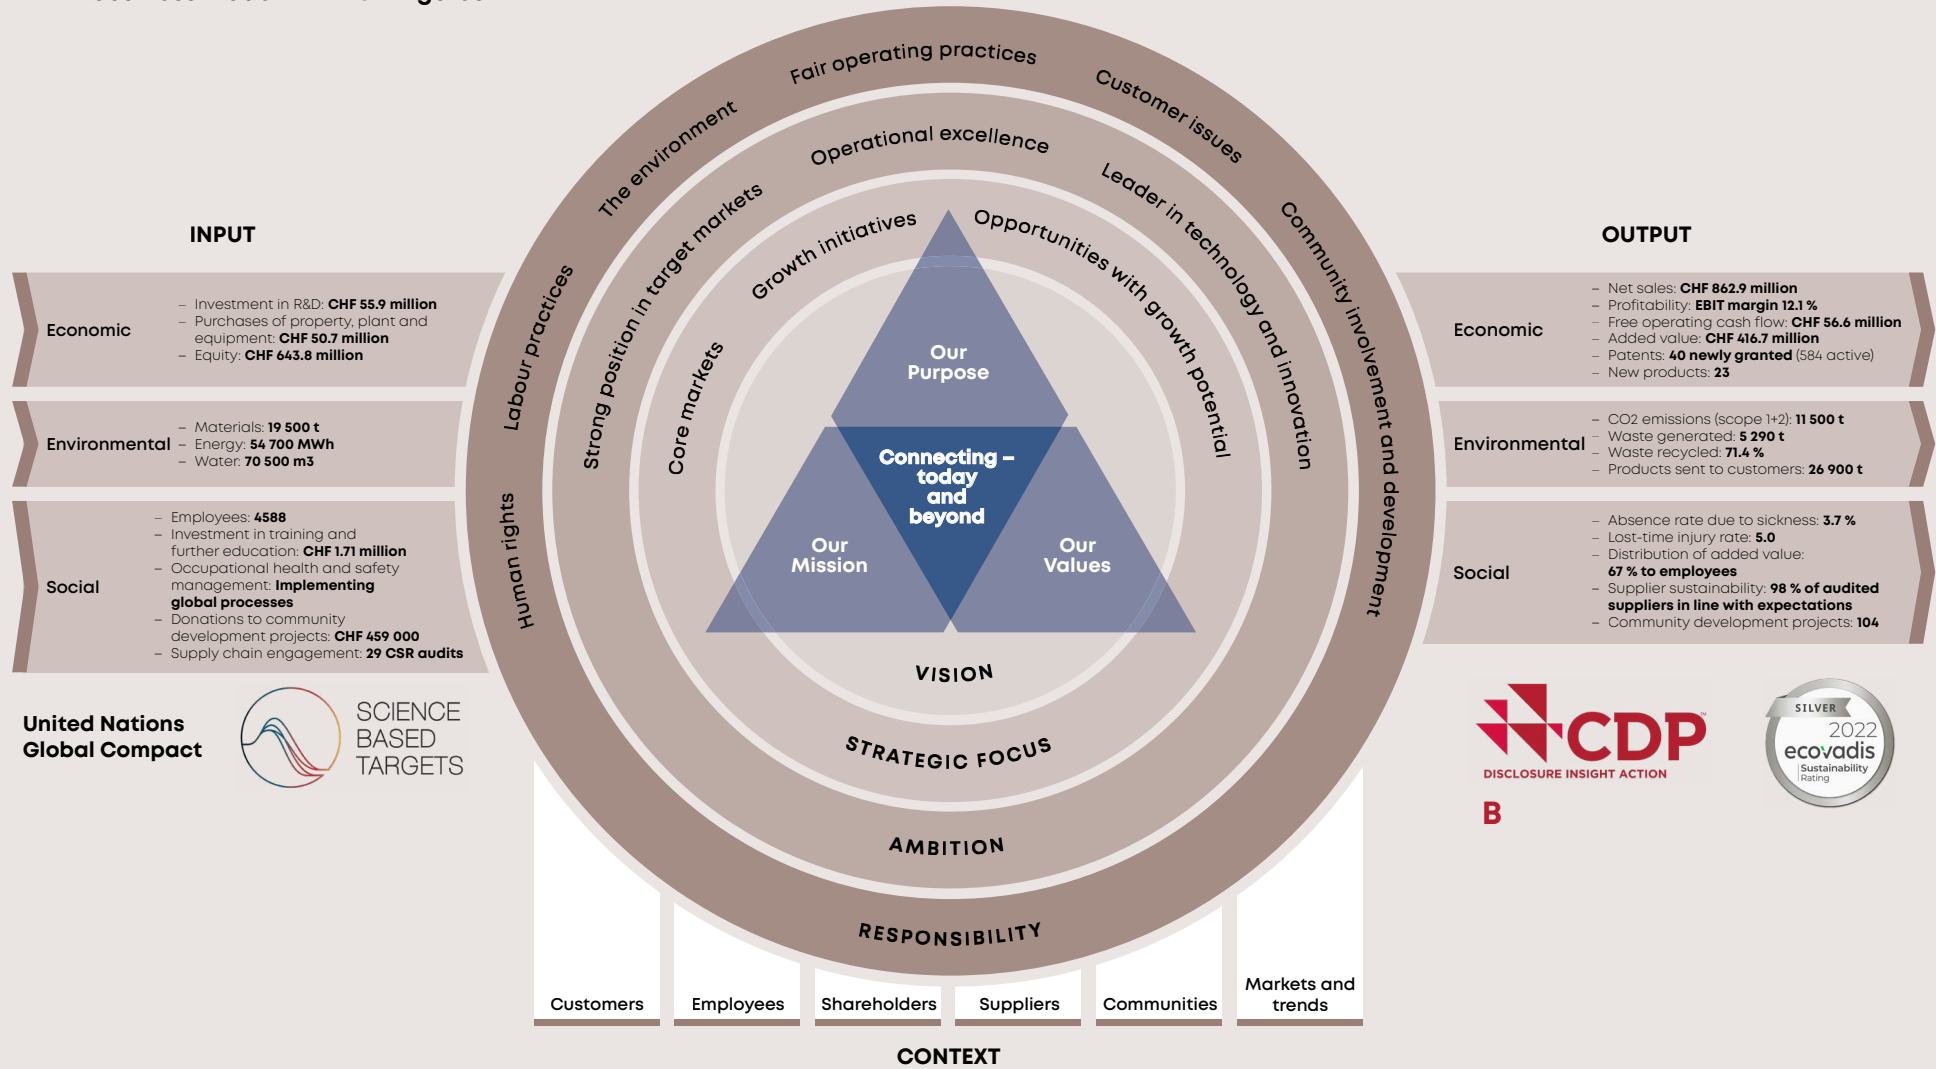 INPUT
Economic
– Investment in R&D: CHF 55.9 million
– Purchases of property, plant and
equipment: CHF 50.7 million
– Equity: CHF 643.8 million
Environmental
– Materials: 19 500 t
– Energy: 54 700 MWh
– Water: 70 500 m3
Social
– Employees: 4588
– Investment in training and
further education: CHF 1.71 million
– Occupational health and safety
management: Implementing
global processes
– Donations to community
development projects: CHF 459 000
– Supply chain engagement: 29 CSR audits
United Nations
Global Compact
SCIENCE
BASED
TARGETS
Human rights
Labour practices
The environment
Fair operating practices
Customer issues
Community involvement and development
Strong position in target markets
Operational excellence
Leader in technology and innovation
Core markets
Growth initiatives
Opportunities with growth potential
Our
Purpose
Connecting –
today
and
beyond
Our
Mission
Our
Values
VISION
STRATEGIC FOCUS
AMBITION
RESPONSIBILITY
Customers
Employees
Shareholders
Suppliers
Communities
Markets and
trends
CONTEXT
OUTPUT
Economic
– Net sales: CHF 862.9 million
– Profitability: EBIT margin 12.1 %
– Free operating cash flow: CHF 56.6 million
– Added value: CHF 416.7 million
– Patents: 40 newly granted (584 active)
– New products: 23
Environmental
– CO2 emissions (scope 1+2): 11 500 t
– Waste generated: 5 290 t
– Waste recycled: 71.4 %
– Products sent to customers: 26 900 t
Social
– Absence rate due to sickness: 3.7 %
– Lost-time injury rate: 5.0
– Distribution of added value:
67 % to employees
– Supplier sustainability: 98 % of audited
suppliers in line with expectations
– Community development projects: 104
CDP™
DISCLOSURE INSIGHT ACTION
B
SILVER
2022
ecovadis
Sustainability
Rating